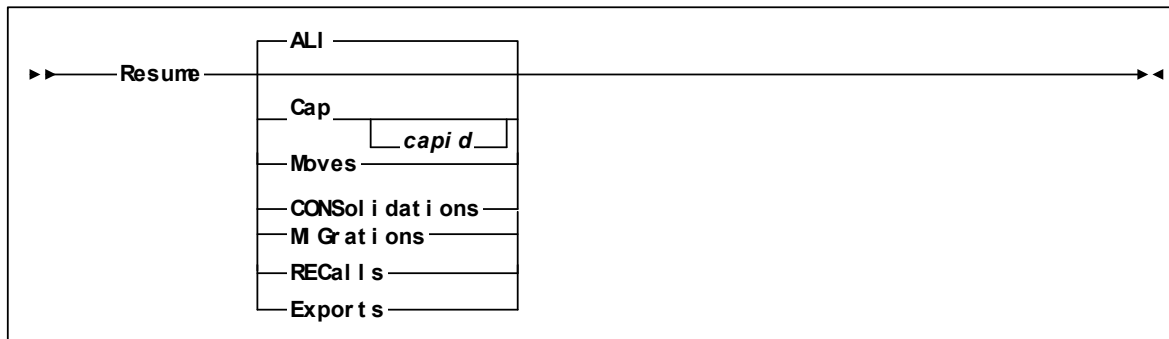 ALl
Resume
Cap
capid
Moves
CONSolidations
MIGrations
RECalls
Exports